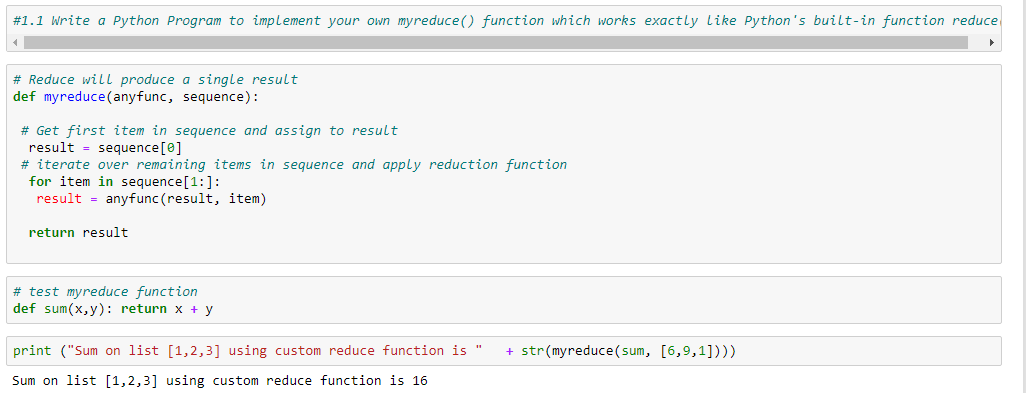 #1.1 Write a Python Program to implement your own myreduce() function which works exactly like Python's built-in function reduce(
# Reduce will produce a single result
def myreduce(anyfunc, sequence):
# Get first item in sequence and assign to result
result = sequence[0]
# iterate over remaining items in sequence and apply reduction function
for item in sequence[1:]:
result = anyfunc(result, item)
return result
# test myreduce function
def sum(x,y): return x + y
print ("Sum on list [1,2,3] using custom reduce function is "   + str(myreduce(sum, [6,9,1])))
Sum on list [1,2,3] using custom reduce function is 16